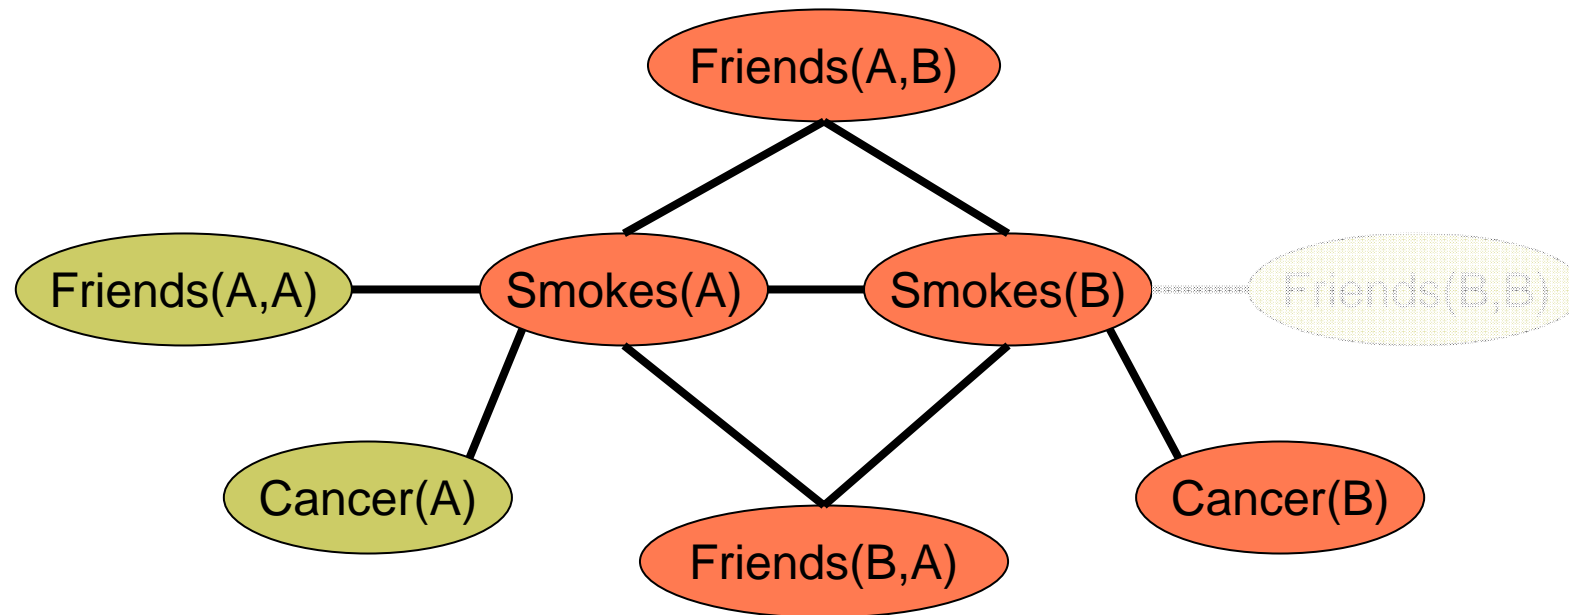 Friends(A,B)
Friends(A,A)
Smokes(A)
Smokes(B)
Friends(B,B)
Cancer(A)
Cancer(B)
Friends(B,A)